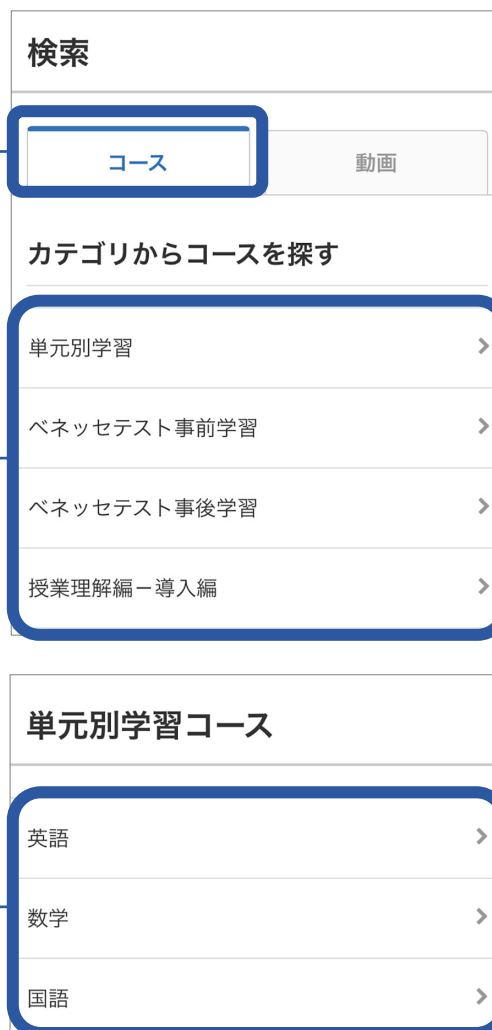 検索
コース
動画
カテゴリからコースを探す
単元別学習
ベネッセテスト事前学習
ベネッセテスト事後学習
授業理解編－導入編
単元別学習コース
英語
数学
国語